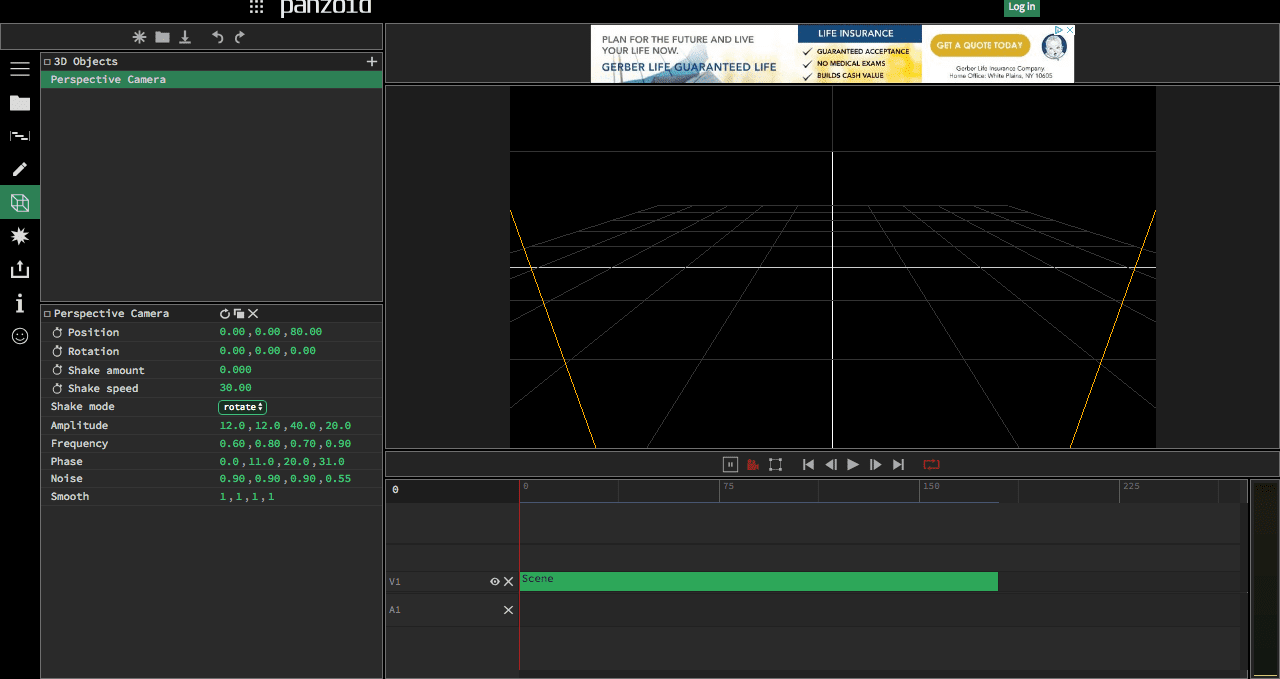 panzoid
Log in
PLAN FOR THE FUTURE AND LIVE
YOUR LIFE NOW.
GERBER LIFE GUARANTEED LIFE
LIFE INSURANCE
GUARANTEED ACCEPTANCE
NO MEDICAL EXAMS
BUILDS CASH VALUE
GET A QUOTE TODAY
Gerber Life Insurance Company.
Home Office: White Plains, NY 10605
3D Objects
Perspective Camera
Perspective Camera
Position 0.00,0.00,80.00
Rotation 0.00,0.00,0.00
Shake amount 0.000
Shake speed 30.00
Shake mode rotate
Amplitude 12.0,12.0,40.0,20.0
Frequency 0.60,0.80,0.70,0.90
Phase 0.0,11.0,20.0,31.0
Noise 0.90,0.90,0.90,0.55
Smooth 1,1,1,1
0 0 75 150 225
V1 Scene
A1